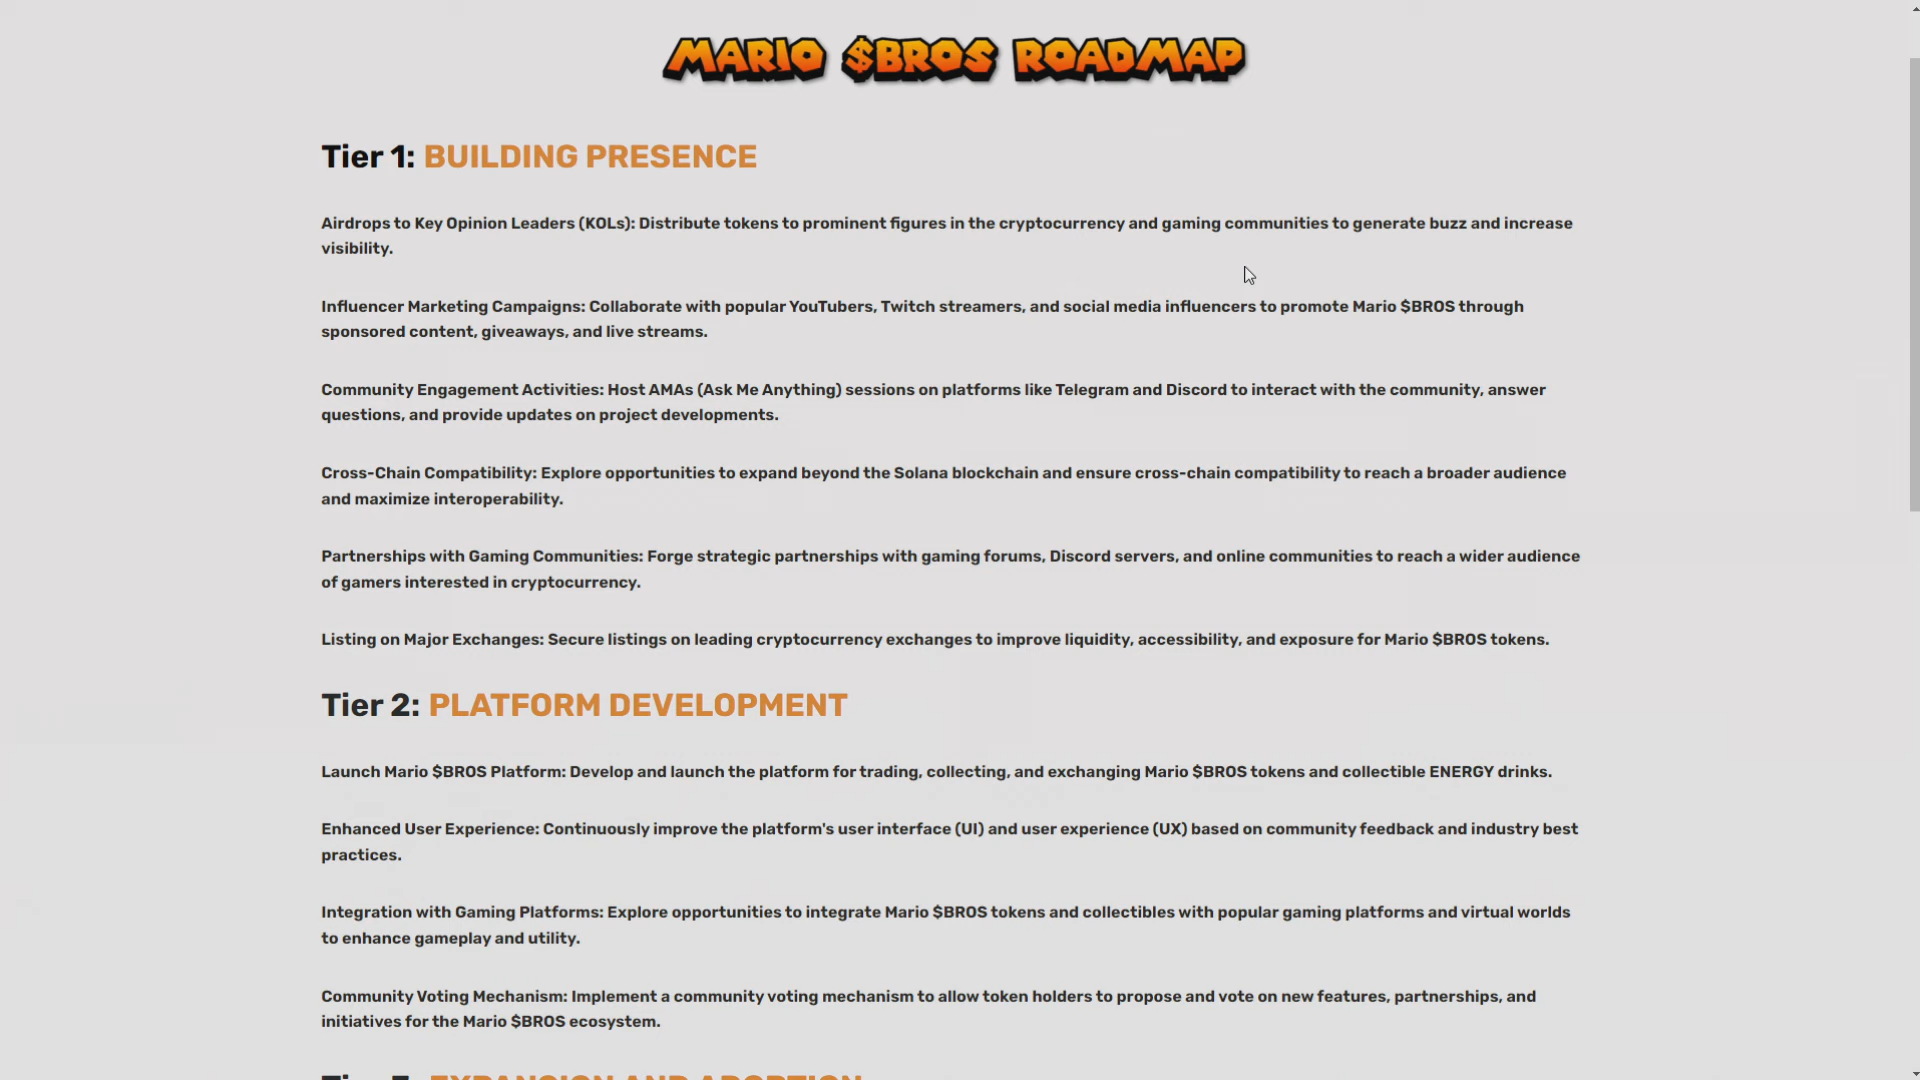 MARIO $BROS ROADMAP
Tier 1: BUILDING PRESENCE
Airdrops to Key Opinion Leaders (KOLs): Distribute tokens to prominent figures in the cryptocurrency and gaming communities to generate buzz and increase
visibility.
Influencer Marketing Campaigns: Collaborate with popular YouTubers, Twitch streamers, and social media influencers to promote Mario $BROS through
sponsored content, giveaways, and live streams.
Community Engagement Activities: Host AMAs (Ask Me Anything) sessions on platforms like Telegram and Discord to interact with the community, answer
questions, and provide updates on project developments.
Cross-Chain Compatibility: Explore opportunities to expand beyond the Solana blockchain and ensure cross-chain compatibility to reach a broader audience
and maximize interoperability.
Partnerships with Gaming Communities: Forge strategic partnerships with gaming forums, Discord servers, and online communities to reach a wider audience
of gamers interested in cryptocurrency.
Listing on Major Exchanges: Secure listings on leading cryptocurrency exchanges to improve liquidity, accessibility, and exposure for Mario $BROS tokens.
Tier 2: PLATFORM DEVELOPMENT
Launch Mario $BROS Platform: Develop and launch the platform for trading, collecting, and exchanging Mario $BROS tokens and collectible ENERGY drinks.
Enhanced User Experience: Continuously improve the platform's user interface (UI) and user experience (UX) based on community feedback and industry best
practices.
Integration with Gaming Platforms: Explore opportunities to integrate Mario $BROS tokens and collectibles with popular gaming platforms and virtual worlds
to enhance gameplay and utility.
Community Voting Mechanism: Implement a community voting mechanism to allow token holders to propose and vote on new features, partnerships, and
initiatives for the Mario $BROS ecosystem.
EXPANSION AND ADOPTION